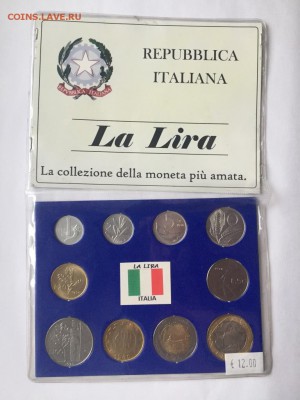 COINS.LAVE.RU
REPUBBLICA
ITALIANA
La Lira
La collezione della moneta più amata.
LA LIRA
ITALIA
€ 12.00